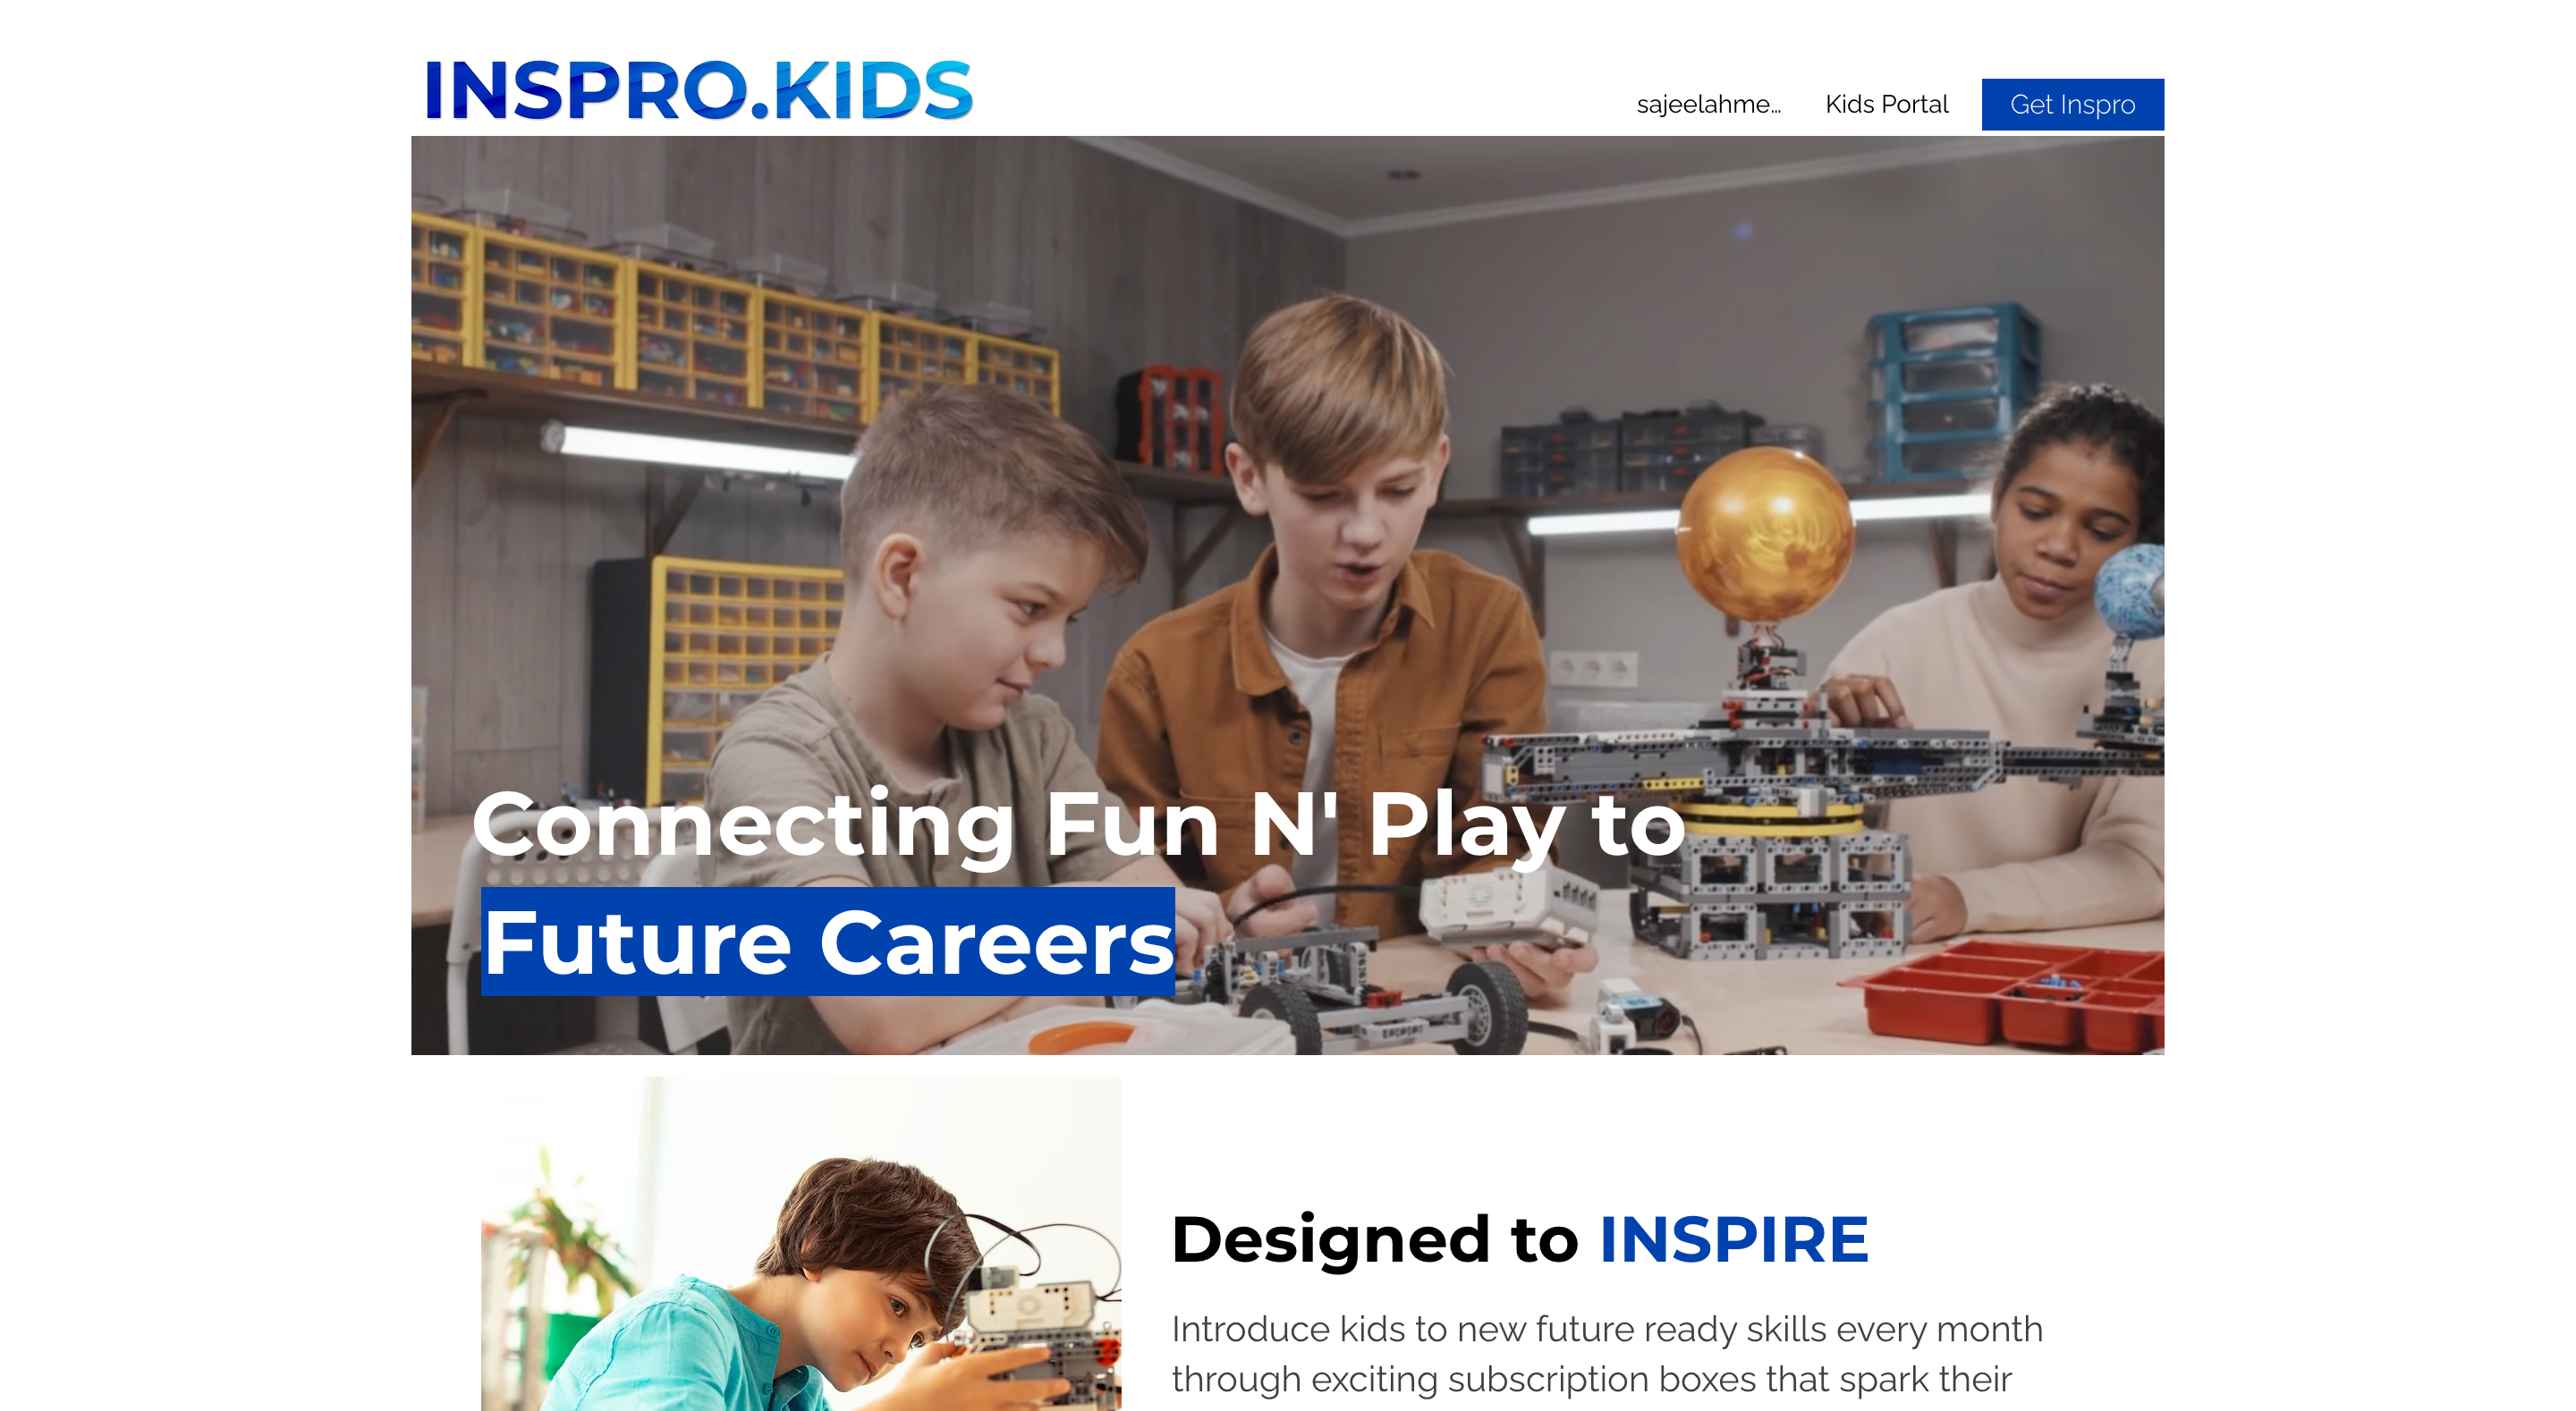 INSPRO.KIDS
sajeelahme... Kids Portal Get Inspro
Connecting Fun N' Play to
Future Careers
Designed to INSPIRE
Introduce kids to new future ready skills every month
through exciting subscription boxes that spark their